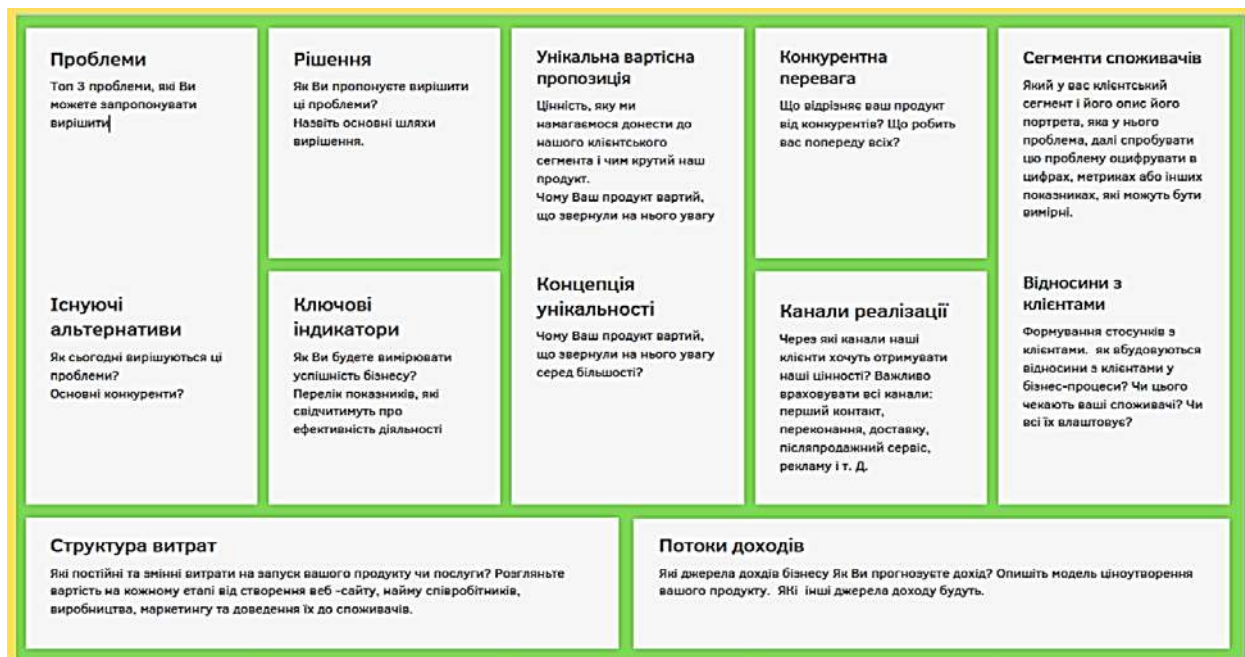 Проблеми
Топ 3 проблеми, які Ви
можете запропонувати
вирішити
Існуючі
альтернативи
Як сьогодні вирішуються ці
проблеми?
Основні конкуренти?
Рішення
Як Ви пропонуєте вирішити
ці проблеми?
Назвіть основні шляхи
вирішення.
Ключові
індикатори
Як Ви будете вимірювати
успішність бізнесу?
Перелік показників, які
свідчитимуть про
ефективність діяльності
Унікальна вартісна
пропозиція
Цінність, яку ми
намагаємося донести до
нашого клієнтського
сегмента і чим крутий наш
продукт.
Чому Ваш продукт вартий,
що звернули на нього увагу
Концепція
унікальності
Чому Ваш продукт вартий,
що звернули на нього увагу
серед більшості?
Конкурентна
перевага
Що відрізняє ваш продукт
від конкурентів? Що робить
вас попереду всіх?
Канали реалізації
Через які канали наші
клієнти хочуть отримувати
наші цінності? Важливо
враховувати всі канали:
перший контакт,
переконання, доставку,
післяпродажний сервіс,
рекламу і т. Д.
Сегменти споживачів
Який у вас клієнтський
сегмент і його опис його
портрета, яка у нього
проблема, далі спробувати
цю проблему оцифрувати в
цифрах, метриках або інших
показниках, які можуть бути
вимірні.
Відносини з
клієнтами
Формування стосунків з
клієнтами. як вбудовуються
відносини з клієнтами у
бізнес-процеси? Чи цього
чекають ваші споживачі? Чи
всі їх влаштовує?
Структура витрат
Які постійні та змінні витрати на запуск вашого продукту чи послуги? Розгляньте
вартість на кожному етапі від створення веб -сайту, найму співробітників,
виробництва, маркетингу та доведення їх до споживачів.
Потоки доходів
Які джерела дохдів бізнесу Як Ви прогнозуєте дохід? Опишіть модель ціноутворення
вашого продукту. ЯКі інші джерела доходу будуть.